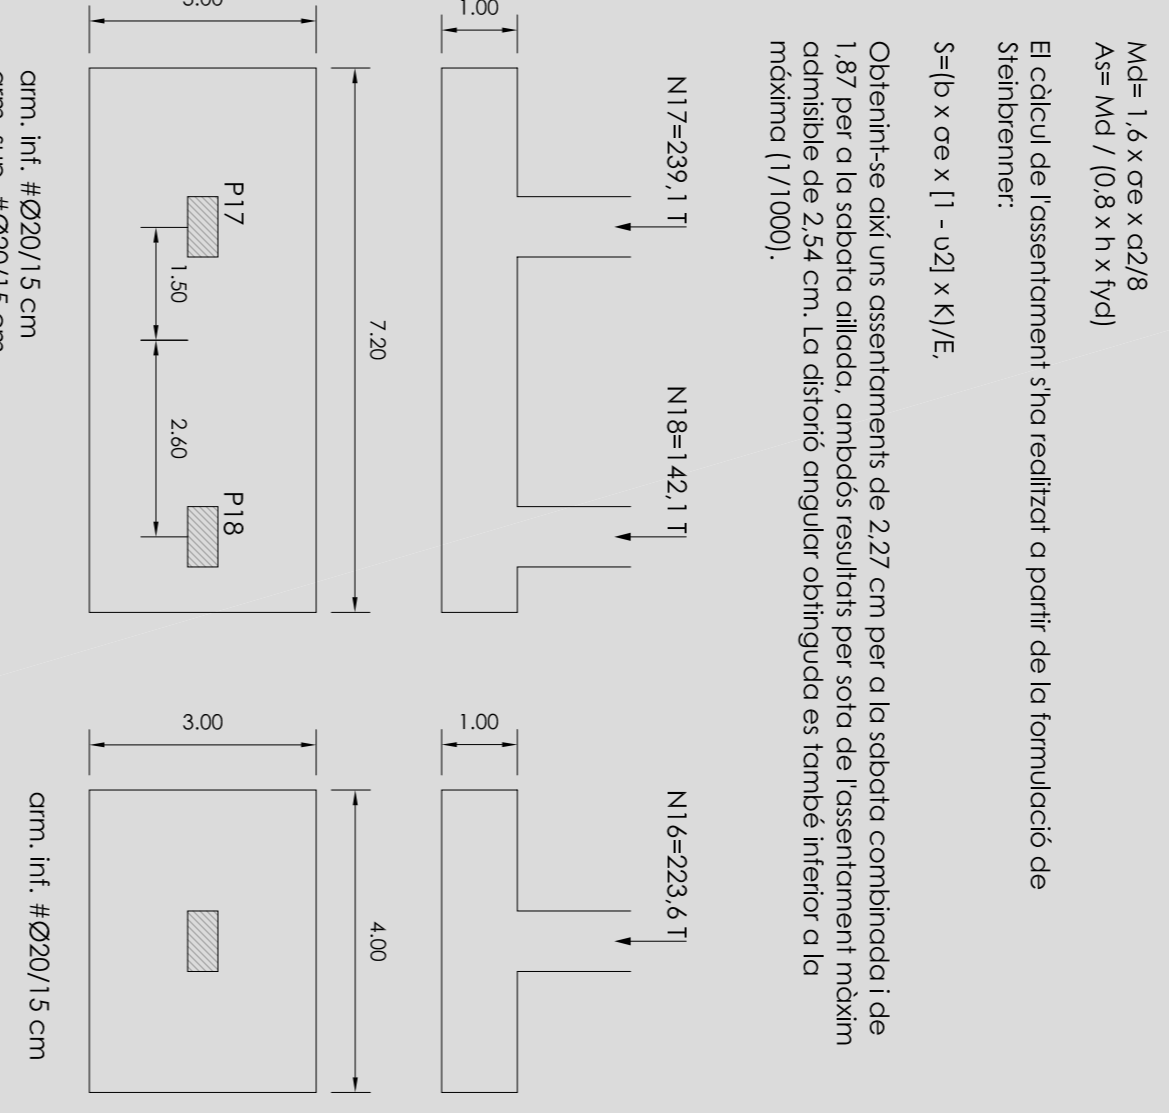 Md= 1,6 x σe x a2/8
As= Md / (0,8 x h x fyd)
El càlcul de l'assentament s'ha realitzat a partir de la formulació de
Steinbrenner:
S=(b x σe x [1 - υ2] x K)/E,
Obtenint-se així uns assentaments de 2,27 cm per a la sabata combinada i de
1,87 per a la sabata aïllada, ambdós resultats per sota de l'assentament màxim
admisible de 2,54 cm. La distorió angular obtinguda es també inferior a la
máxima (1/1000).
N17=239,1 T
N18=142,1 T
N16=223,6 T
1.00
1.00
7.20
4.00
3.00
P17
P18
1.50
2.60
arm. inf. #Ø20/15 cm
arm. inf. #Ø20/15 cm